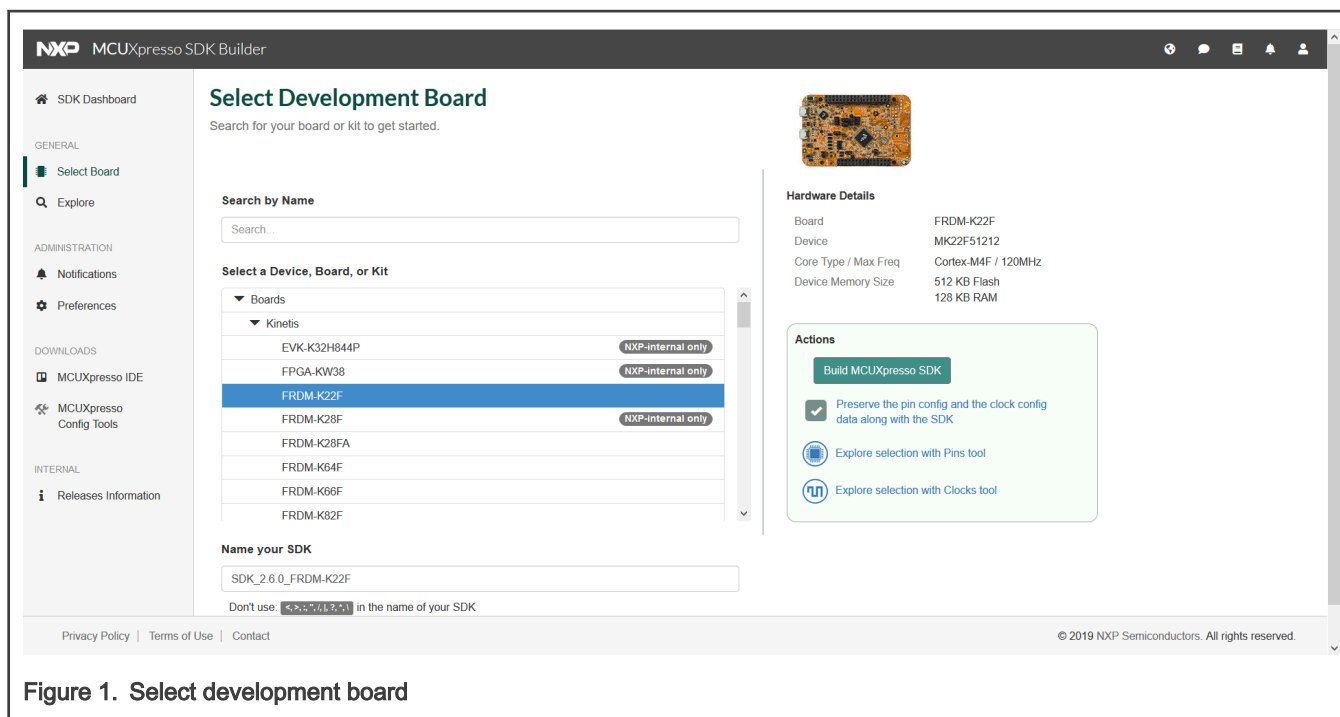 NXP MCUXpresso SDK Builder
SDK Dashboard
GENERAL
Select Board
Explore
ADMINISTRATION
Notifications
Preferences
DOWNLOADS
MCUXpresso IDE
MCUXpresso
Config Tools
INTERNAL
Releases Information
Select Development Board
Search for your board or kit to get started.
Search by Name
Search...
Select a Device, Board, or Kit
Boards
Kinetis
EVK-K32H844P NXP-internal only
FPGA-KW38 NXP-internal only
FRDM-K22F
FRDM-K28F NXP-internal only
FRDM-K28FA
FRDM-K64F
FRDM-K66F
FRDM-K82F
Name your SDK
SDK_2.6.0_FRDM-K22F
Don't use: <,>,:,",/,|,?,*,\ in the name of your SDK
Hardware Details
Board FRDM-K22F
Device MK22F51212
Core Type / Max Freq Cortex-M4F / 120MHz
Device Memory Size 512 KB Flash
128 KB RAM
Actions
Build MCUXpresso SDK
Preserve the pin config and the clock config
data along with the SDK
Explore selection with Pins tool
Explore selection with Clocks tool
Privacy Policy | Terms of Use | Contact
© 2019 NXP Semiconductors. All rights reserved.
Figure 1. Select development board